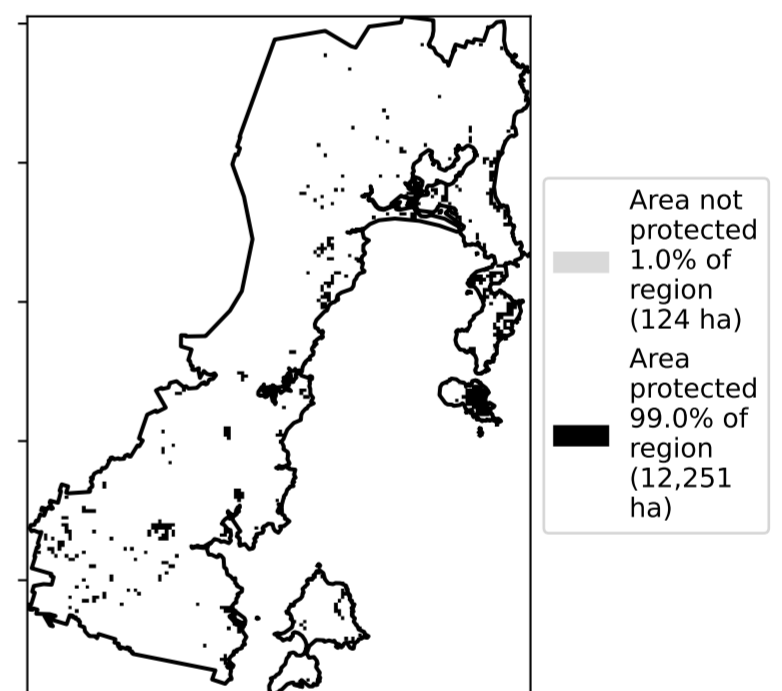 Area not
protected
1.0% of
region
(124 ha)
Area
protected
99.0% of
region
(12,251
ha)